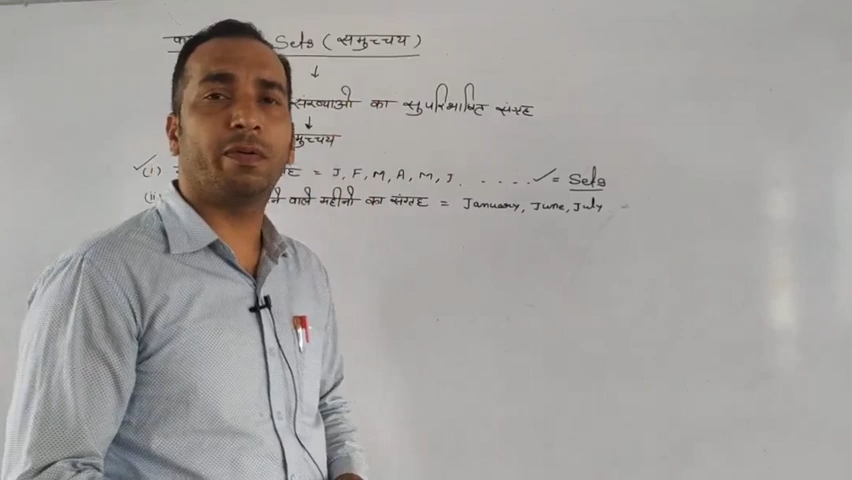 Sets (समुच्चय)
↓
संख्याओ का सुपरिभाषित संग्रह
↓
मुच्चय
✓(i) = J, F, M, A, M, J. . . . . ✓ = Sets
(ii) ने वाले महीनो का संग्रह = January, June, July